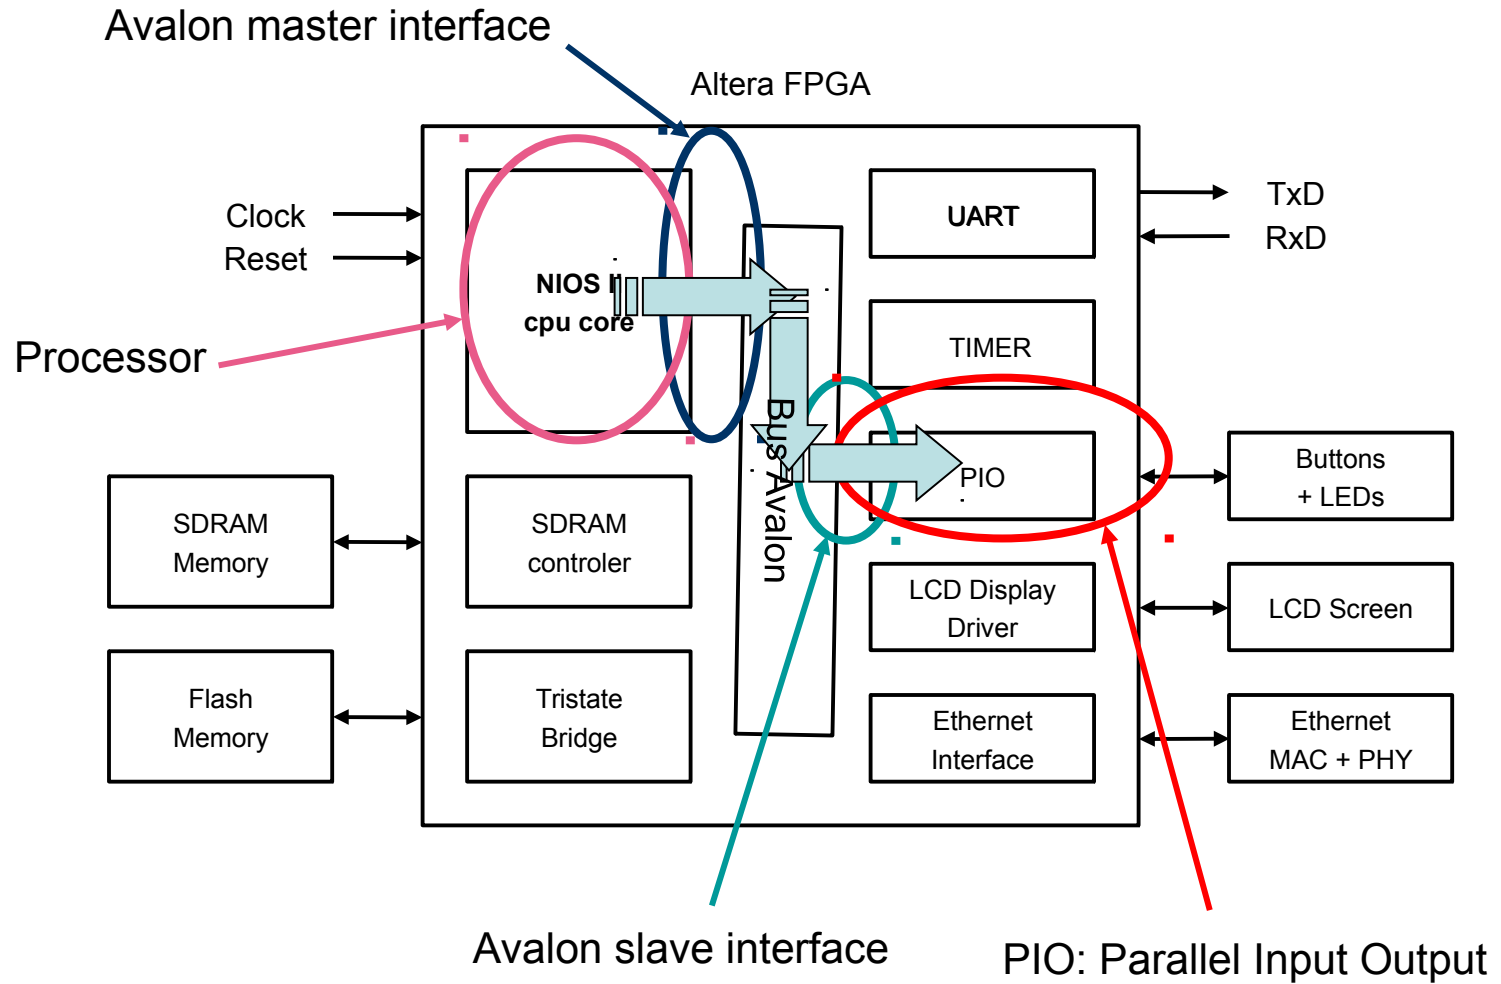 Avalon master interface
Altera FPGA
Clock
Reset
Processor
NIOS II
cpu core
UART
TxD
RxD
TIMER
Bus Avalon
PIO
Buttons
+ LEDs
SDRAM
Memory
SDRAM
controler
LCD Display
Driver
LCD Screen
Flash
Memory
Tristate
Bridge
Ethernet
Interface
Ethernet
MAC + PHY
Avalon slave interface
PIO: Parallel Input Output